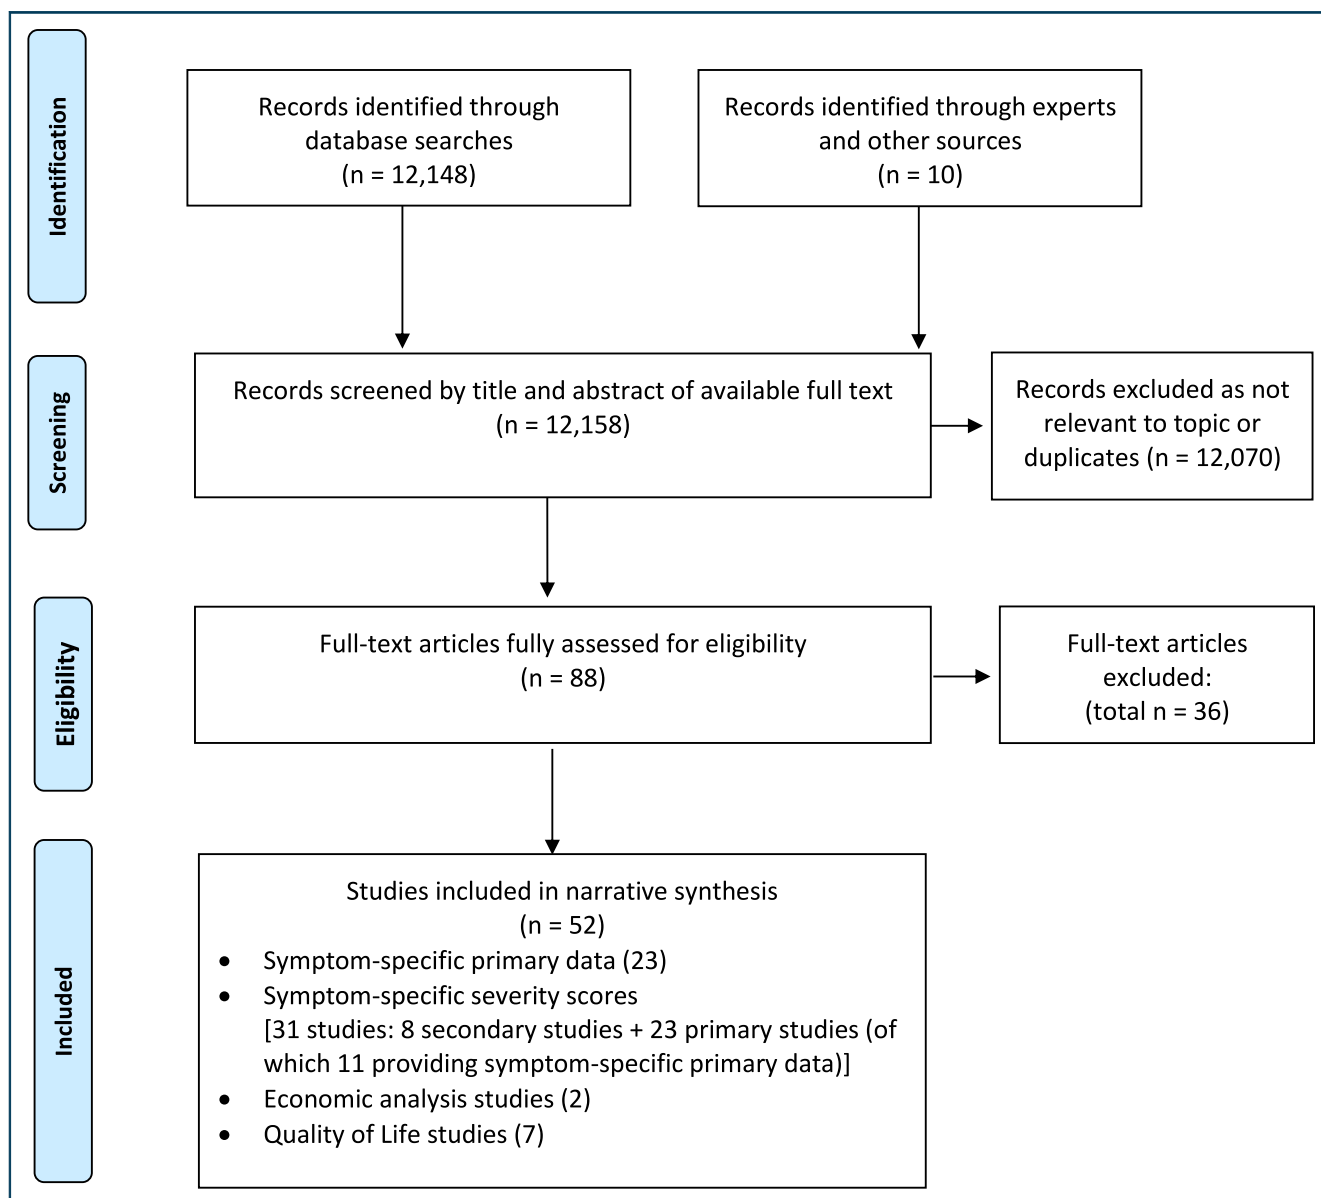 Identification
Records identified through
database searches
(n = 12,148)
Records identified through experts
and other sources
(n = 10)
Screening
Records screened by title and abstract of available full text
(n = 12,158)
Records excluded as not
relevant to topic or
duplicates (n = 12,070)
Eligibility
Full-text articles fully assessed for eligibility
(n = 88)
Full-text articles
excluded:
(total n = 36)
Included
Studies included in narrative synthesis
(n = 52)
• Symptom-specific primary data (23)
• Symptom-specific severity scores
[31 studies: 8 secondary studies + 23 primary studies (of
which 11 providing symptom-specific primary data)]
• Economic analysis studies (2)
• Quality of Life studies (7)